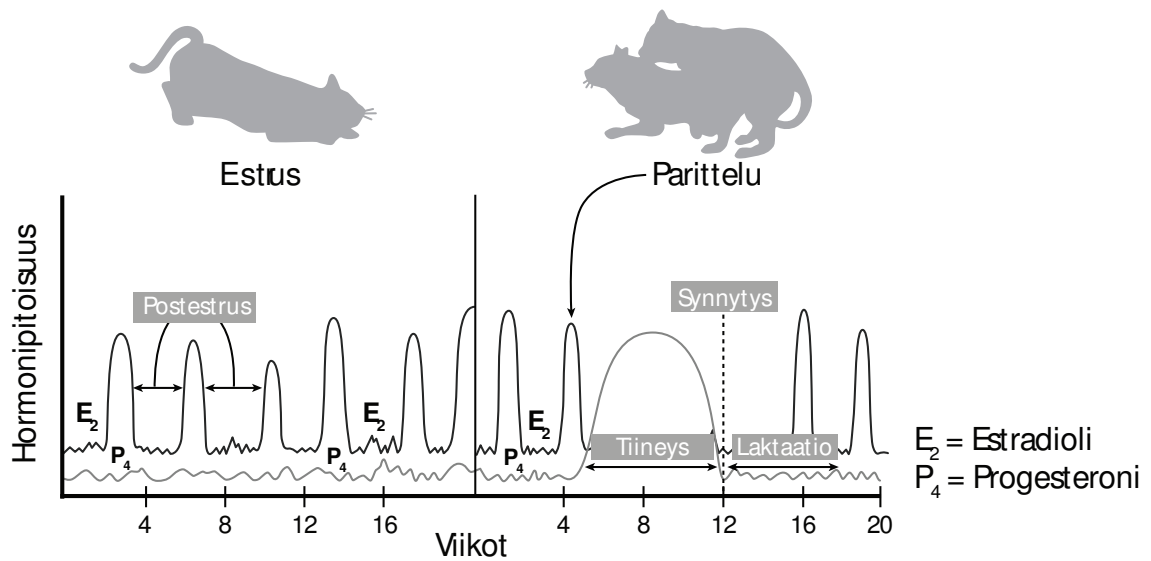 Estrus
Parittelu
Hormonipitoisuus
Postestrus
Synnytys
E2
P4
P4
E2
P4
E2
Tiineys
Laktaatio
E2 = Estradioli
P4 = Progesteroni
4 8 12 16 4 8 12 16 20
Viikot